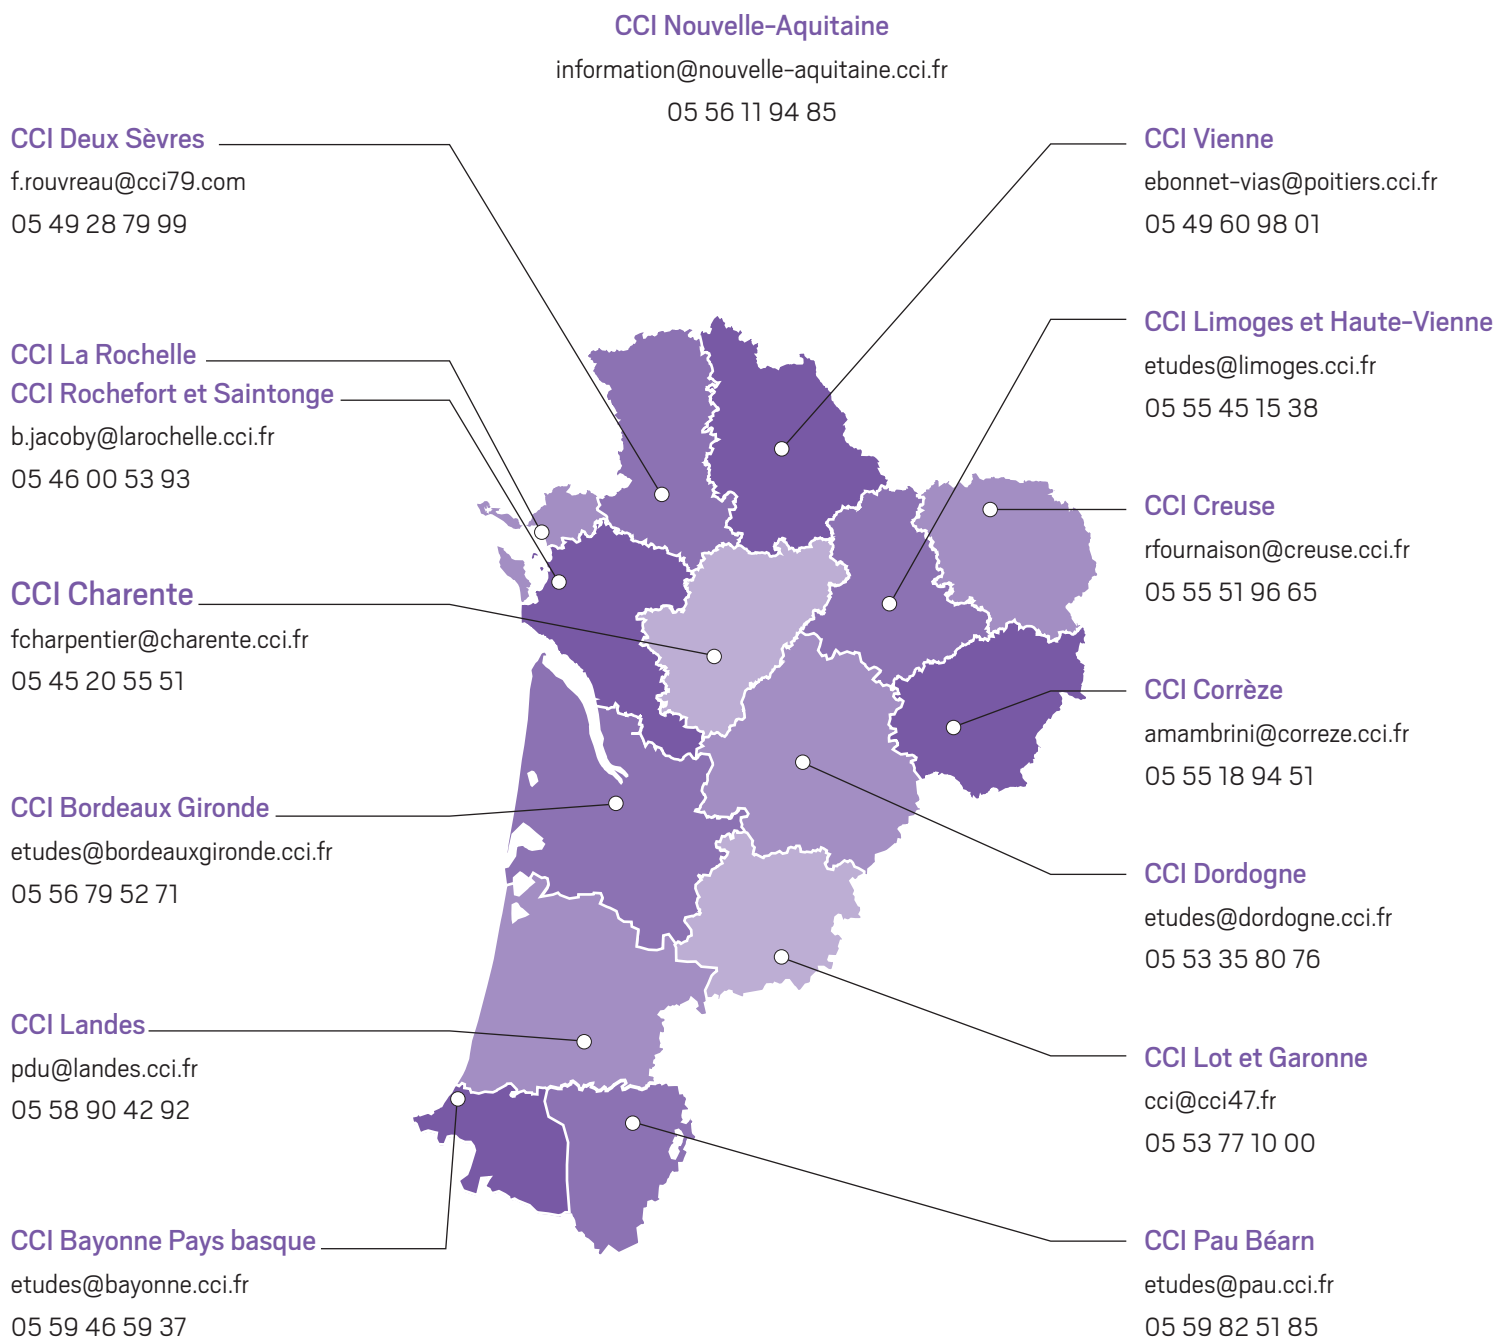 CCI Nouvelle-Aquitaine
information@nouvelle-aquitaine.cci.fr
05 56 11 94 85
CCI Deux Sèvres
f.rouvreau@cci79.com
05 49 28 79 99
CCI La Rochelle
CCI Rochefort et Saintonge
b.jacoby@larochelle.cci.fr
05 46 00 53 93
CCI Charente
fcharpentier@charente.cci.fr
05 45 20 55 51
CCI Bordeaux Gironde
etudes@bordeauxgironde.cci.fr
05 56 79 52 71
CCI Landes
pdu@landes.cci.fr
05 58 90 42 92
CCI Bayonne Pays basque
etudes@bayonne.cci.fr
05 59 46 59 37
CCI Vienne
ebonnet-vias@poitiers.cci.fr
05 49 60 98 01
CCI Limoges et Haute-Vienne
etudes@limoges.cci.fr
05 55 45 15 38
CCI Creuse
rfournaison@creuse.cci.fr
05 55 51 96 65
CCI Corrèze
amambrini@correze.cci.fr
05 55 18 94 51
CCI Dordogne
etudes@dordogne.cci.fr
05 53 35 80 76
CCI Lot et Garonne
cci@cci47.fr
05 53 77 10 00
CCI Pau Béarn
etudes@pau.cci.fr
05 59 82 51 85